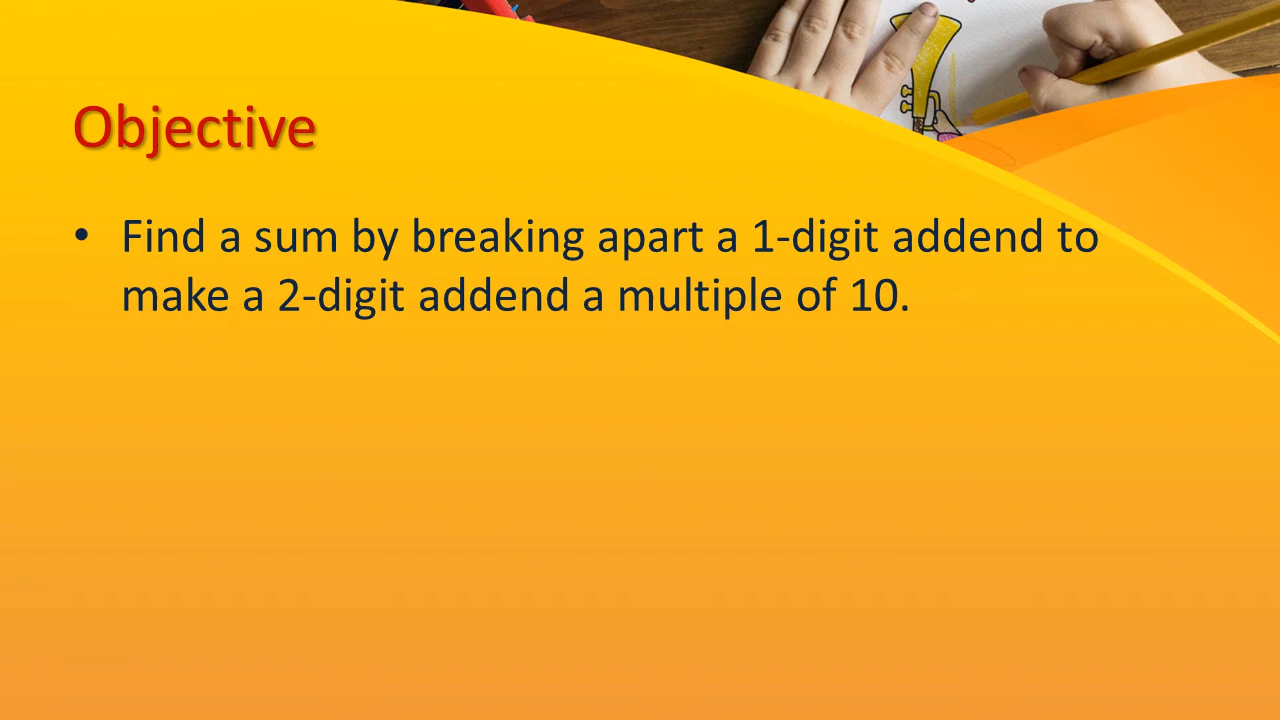 Objective
• Find a sum by breaking apart a 1-digit addend to
make a 2-digit addend a multiple of 10.